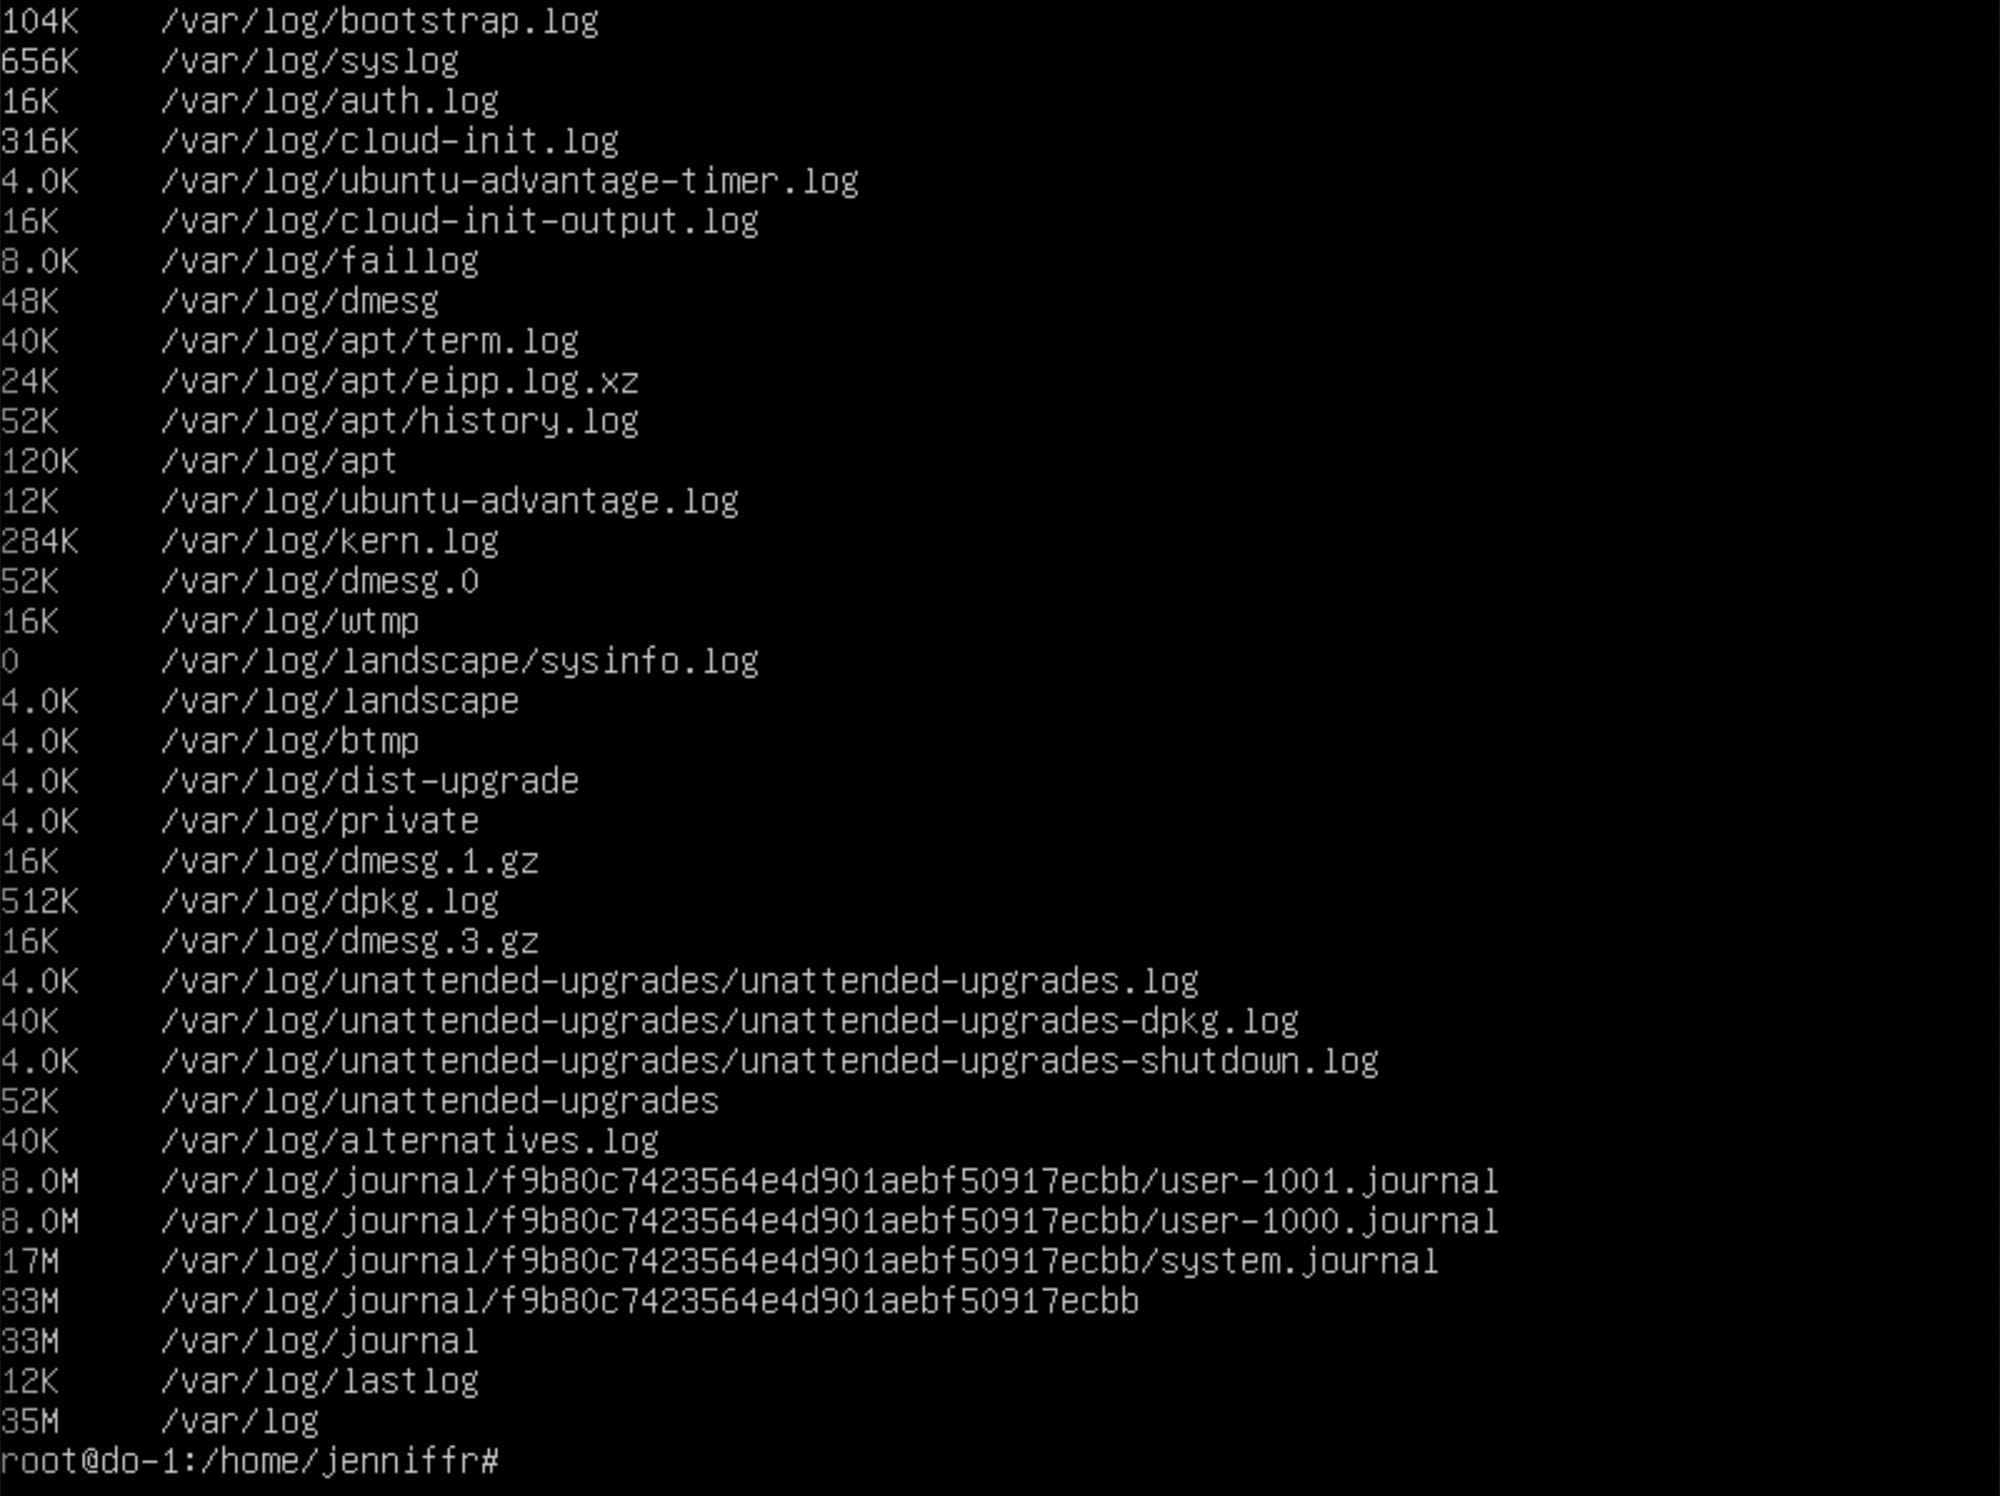 104K /var/log/bootstrap.log
656K /var/log/syslog
16K /var/log/auth.log
316K /var/log/cloud-init.log
4.0K /var/log/ubuntu-advantage-timer.log
16K /var/log/cloud-init-output.log
8.0K /var/log/faillog
48K /var/log/dmesg
40K /var/log/apt/term.log
24K /var/log/apt/eipp.log.xz
52K /var/log/apt/history.log
120K /var/log/apt
12K /var/log/ubuntu-advantage.log
284K /var/log/kern.log
52K /var/log/dmesg.0
16K /var/log/wtmp
0 /var/log/landscape/sysinfo.log
4.0K /var/log/landscape
4.0K /var/log/btmp
4.0K /var/log/dist-upgrade
4.0K /var/log/private
16K /var/log/dmesg.1.gz
512K /var/log/dpkg.log
16K /var/log/dmesg.3.gz
4.0K /var/log/unattended-upgrades/unattended-upgrades.log
40K /var/log/unattended-upgrades/unattended-upgrades-dpkg.log
4.0K /var/log/unattended-upgrades/unattended-upgrades-shutdown.log
52K /var/log/unattended-upgrades
40K /var/log/alternatives.log
8.0M /var/log/journal/f9b80c7423564e4d901aebf50917ecbb/user-1001.journal
8.0M /var/log/journal/f9b80c7423564e4d901aebf50917ecbb/user-1000.journal
17M /var/log/journal/f9b80c7423564e4d901aebf50917ecbb/system.journal
33M /var/log/journal/f9b80c7423564e4d901aebf50917ecbb
33M /var/log/journal
12K /var/log/lastlog
35M /var/log
root@do-1:/home/jenniffr#